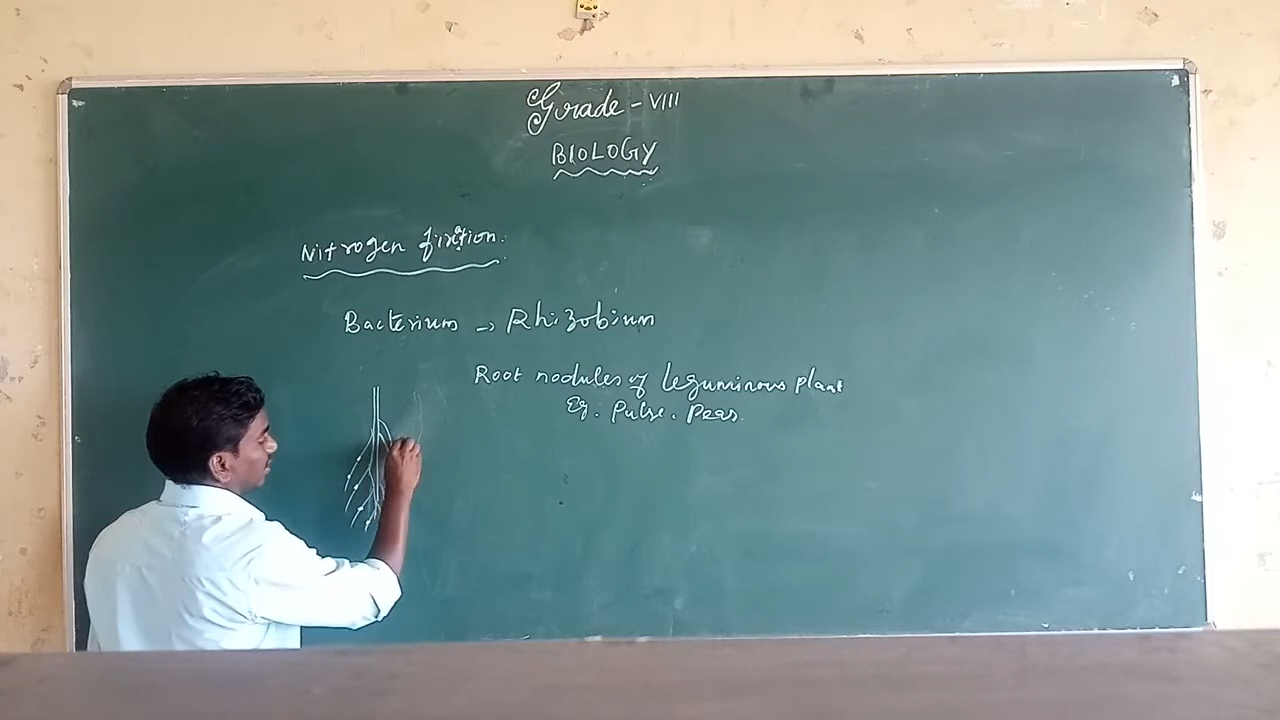 Grade - VIII
BIOLOGY
Nitrogen fixation.
Bacterium → Rhizobium
Root nodules of leguminous plant
Eg. Pulse. Peas.